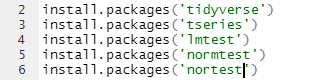 2 install.packages('tidyverse')
3 install.packages('tseries')
4 install.packages('lmtest')
5 install.packages('normtest')
6 install.packages('nortest')